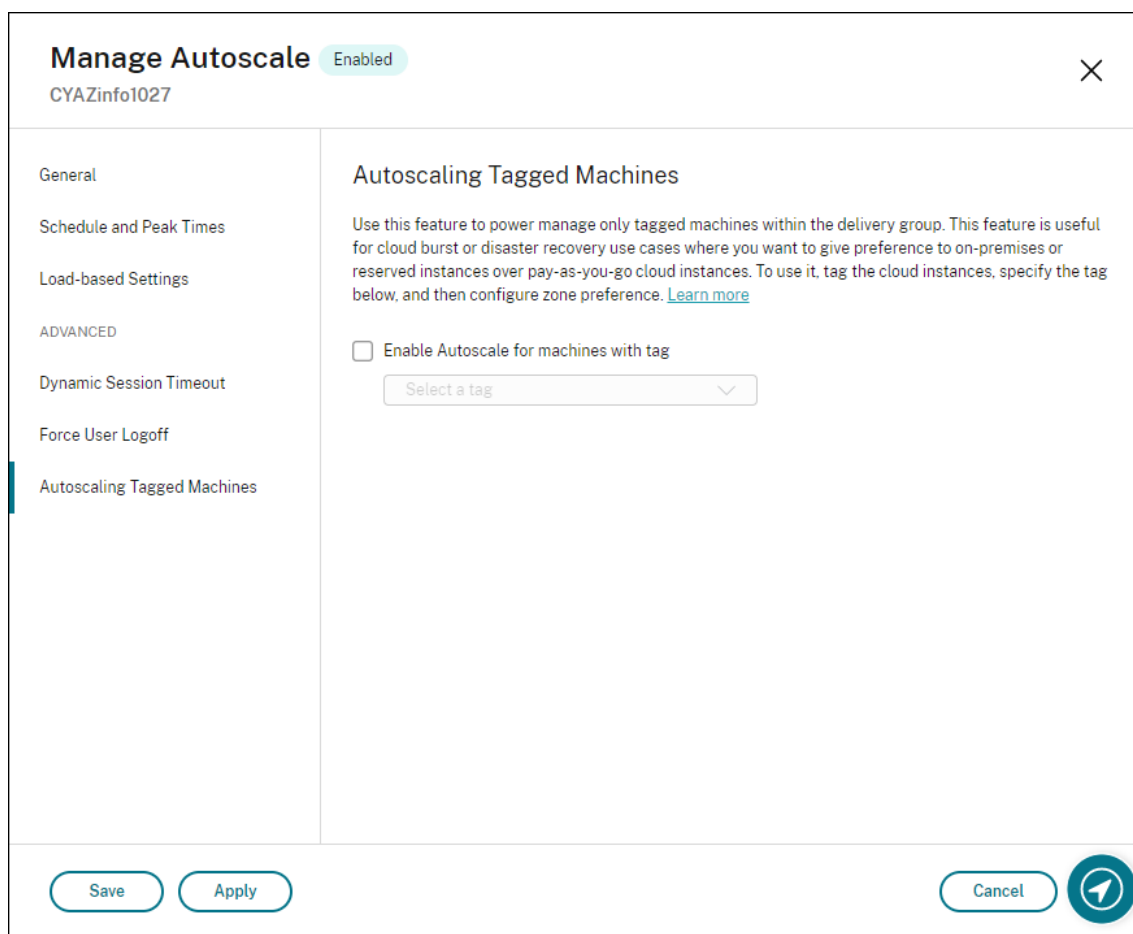 Manage Autoscale Enabled
CYAZinfo1027
General
Schedule and Peak Times
Load-based Settings
ADVANCED
Dynamic Session Timeout
Force User Logoff
Autoscaling Tagged Machines
Autoscaling Tagged Machines
Use this feature to power manage only tagged machines within the delivery group. This feature is useful
for cloud burst or disaster recovery use cases where you want to give preference to on-premises or
reserved instances over pay-as-you-go cloud instances. To use it, tag the cloud instances, specify the tag
below, and then configure zone preference. Learn more
Enable Autoscale for machines with tag
Select a tag
Save Apply Cancel